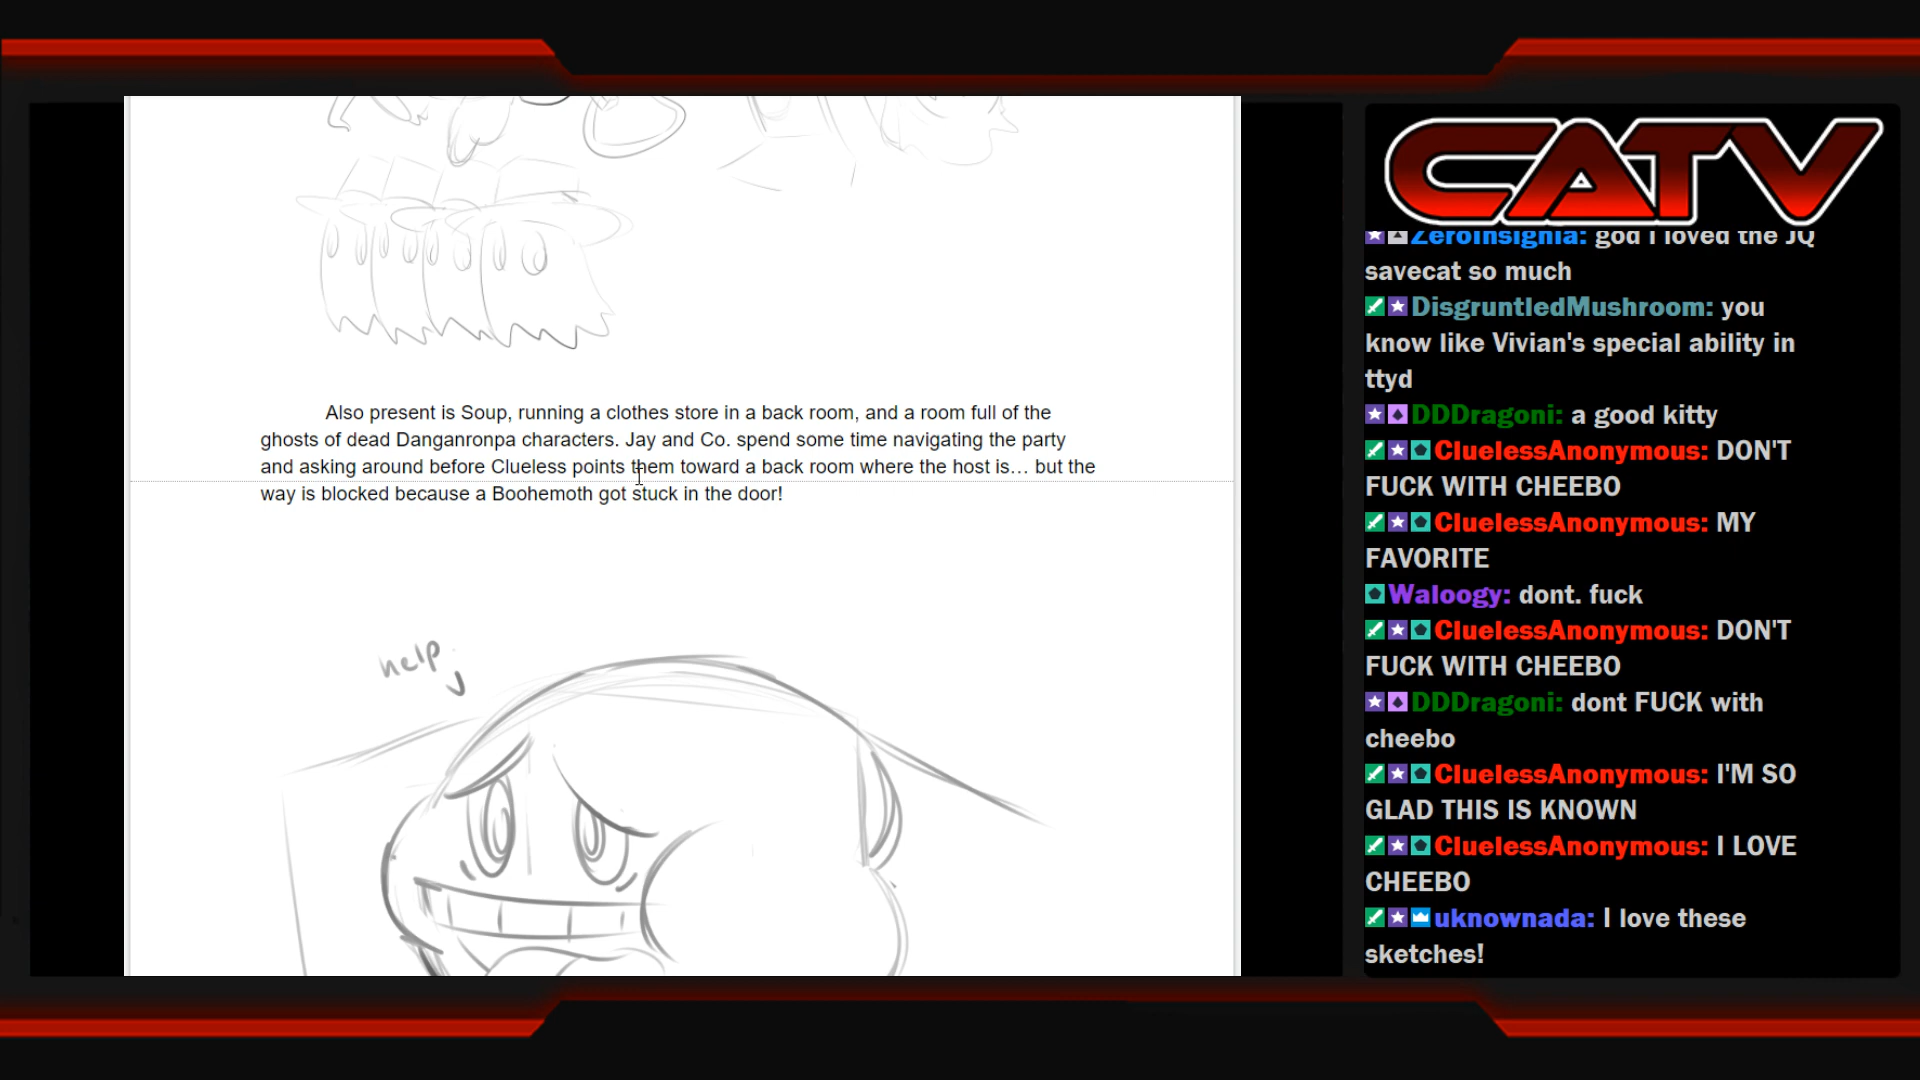 CATV
ZeroInsignia: god i loved the JQ
savecat so much
DisgruntledMushroom: you
know like Vivian's special ability in
ttyd
DDDragoni: a good kitty
CluelessAnonymous: DON'T
FUCK WITH CHEEBO
CluelessAnonymous: MY
FAVORITE
Waloogy: dont. fuck
CluelessAnonymous: DON'T
FUCK WITH CHEEBO
DDDragoni: dont FUCK with
cheebo
CluelessAnonymous: I'M SO
GLAD THIS IS KNOWN
CluelessAnonymous: I LOVE
CHEEBO
uknownada: I love these
sketches!
Also present is Soup, running a clothes store in a back room, and a room full of the
ghosts of dead Danganronpa characters. Jay and Co. spend some time navigating the party
and asking around before Clueless points them toward a back room where the host is… but the
way is blocked because a Boohemoth got stuck in the door!
help